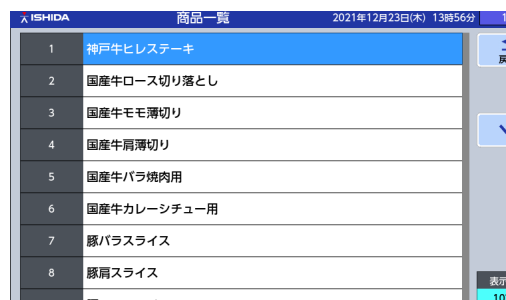 ISHIDA 商品一覧 2021年12月23日(木) 13時56分
1 神戸牛ヒレステーキ
2 国産牛ロース切り落とし
3 国産牛モモ薄切り
4 国産牛肩薄切り
5 国産牛バラ焼肉用
6 国産牛カレーシチュー用
7 豚バラスライス
8 豚肩スライス
表示